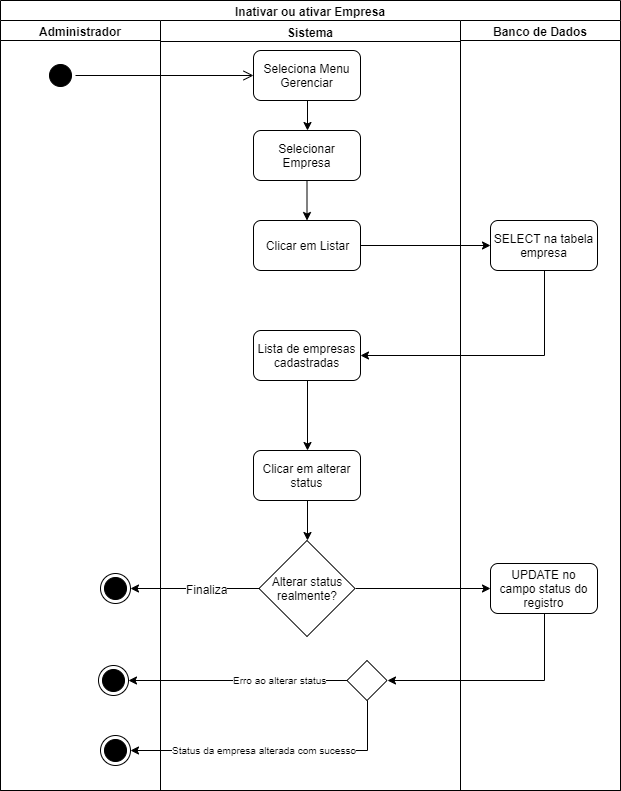 Inativar ou ativar Empresa
Administrador
Sistema
Banco de Dados
Seleciona Menu
Gerenciar
Selecionar
Empresa
Clicar em Listar
SELECT na tabela
empresa
Lista de empresas
cadastradas
Clicar em alterar
status
Alterar status
realmente?
Finaliza
UPDATE no
campo status do
registro
Erro ao alterar status
Status da empresa alterada com sucesso